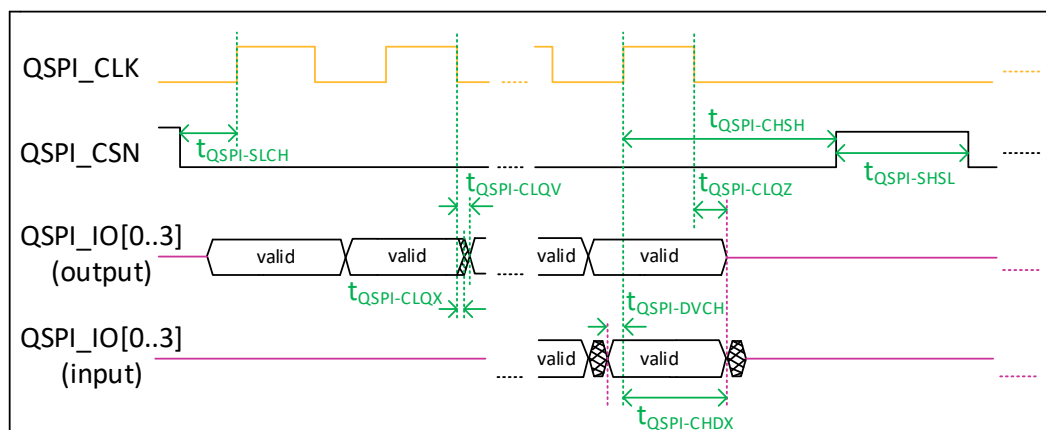 QSPI_CLK
tQSPI-CHSH
tQSPI-SLCH
QSPI_CSN
tQSPI-CLQV
tQSPI-CLQZ
tQSPI-SHSL
QSPI_IO[0..3]
(output)
valid
valid
valid
valid
tQSPI-CLQX
tQSPI-DVCH
QSPI_IO[0..3]
(input)
valid
valid
tQSPI-CHDX